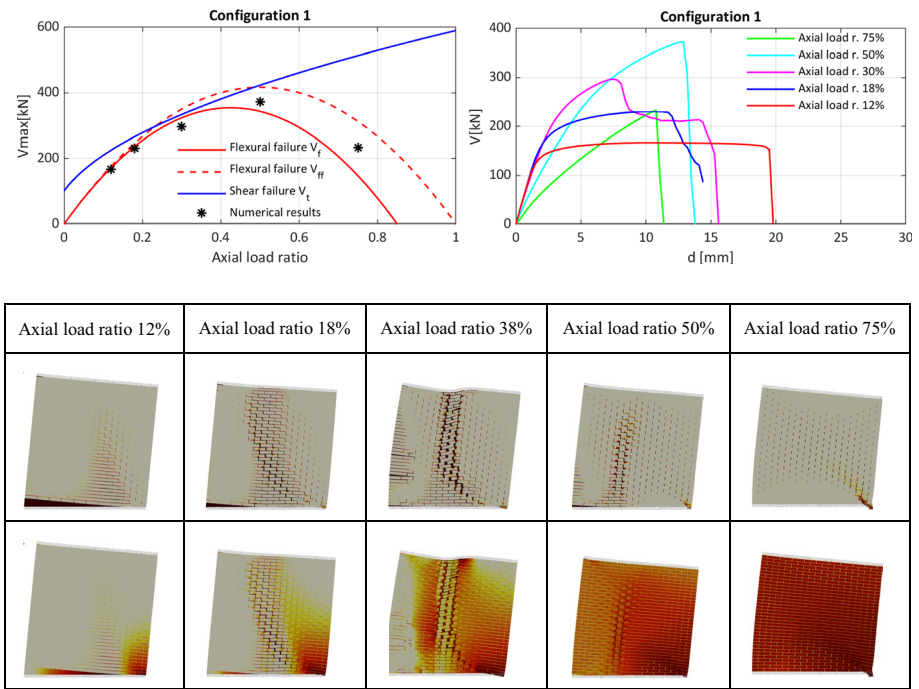 Configuration 1
600
400
200
0
Vmax[kN]
0
0.2
0.4
0.6
0.8
1
Axial load ratio
Flexural failure V_f
Flexural failure V_ff
Shear failure V_t
Numerical results
Configuration 1
400
300
200
100
0
V[kN]
0
5
10
15
20
25
30
d [mm]
Axial load r. 75%
Axial load r. 50%
Axial load r. 30%
Axial load r. 18%
Axial load r. 12%
Axial load ratio 12%
Axial load ratio 18%
Axial load ratio 38%
Axial load ratio 50%
Axial load ratio 75%